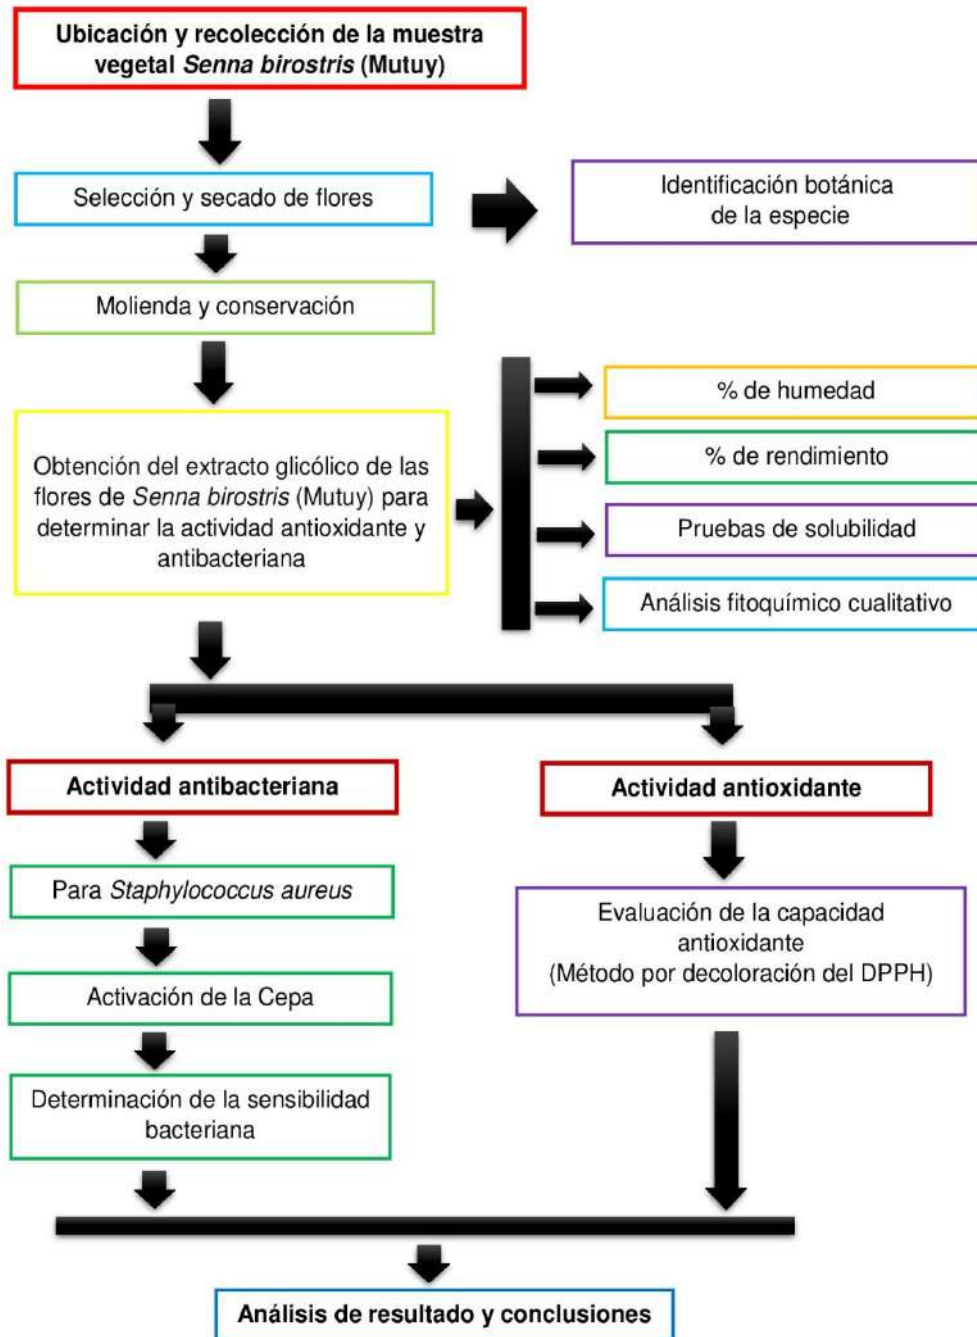 Ubicación y recolección de la muestra
vegetal Senna birostris (Mutuy)
Selección y secado de flores
Identificación botánica
de la especie
Molienda y conservación
Obtención del extracto glicólico de las
flores de Senna birostris (Mutuy) para
determinar la actividad antioxidante y
antibacteriana
% de humedad
% de rendimiento
Pruebas de solubilidad
Análisis fitoquímico cualitativo
Actividad antibacteriana
Para Staphylococcus aureus
Activación de la Cepa
Determinación de la sensibilidad
bacteriana
Actividad antioxidante
Evaluación de la capacidad
antioxidante
(Método por decoloración del DPPH)
Análisis de resultado y conclusiones